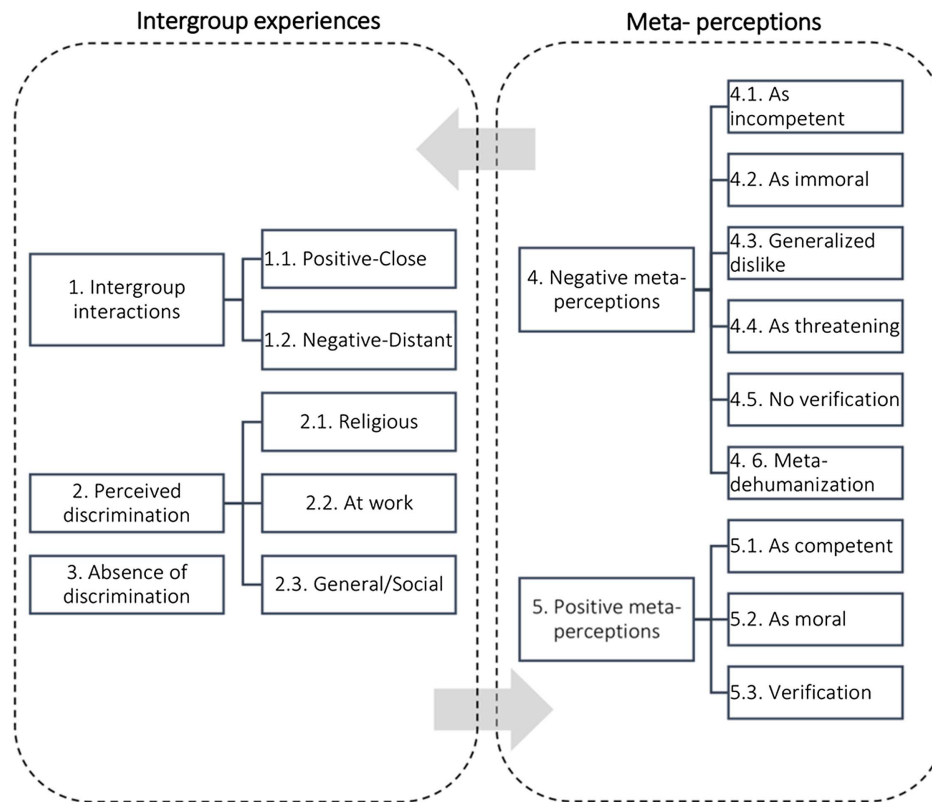 Intergroup experiences
1. Intergroup
interactions
1.1. Positive-Close
1.2. Negative-Distant
2. Perceived
discrimination
2.1. Religious
2.2. At work
2.3. General/Social
3. Absence of
discrimination
Meta- perceptions
4. Negative meta-
perceptions
4.1. As
incompetent
4.2. As immoral
4.3. Generalized
dislike
4.4. As threatening
4.5. No verification
4. 6. Meta-
dehumanization
5. Positive meta-
perceptions
5.1. As competent
5.2. As moral
5.3. Verification